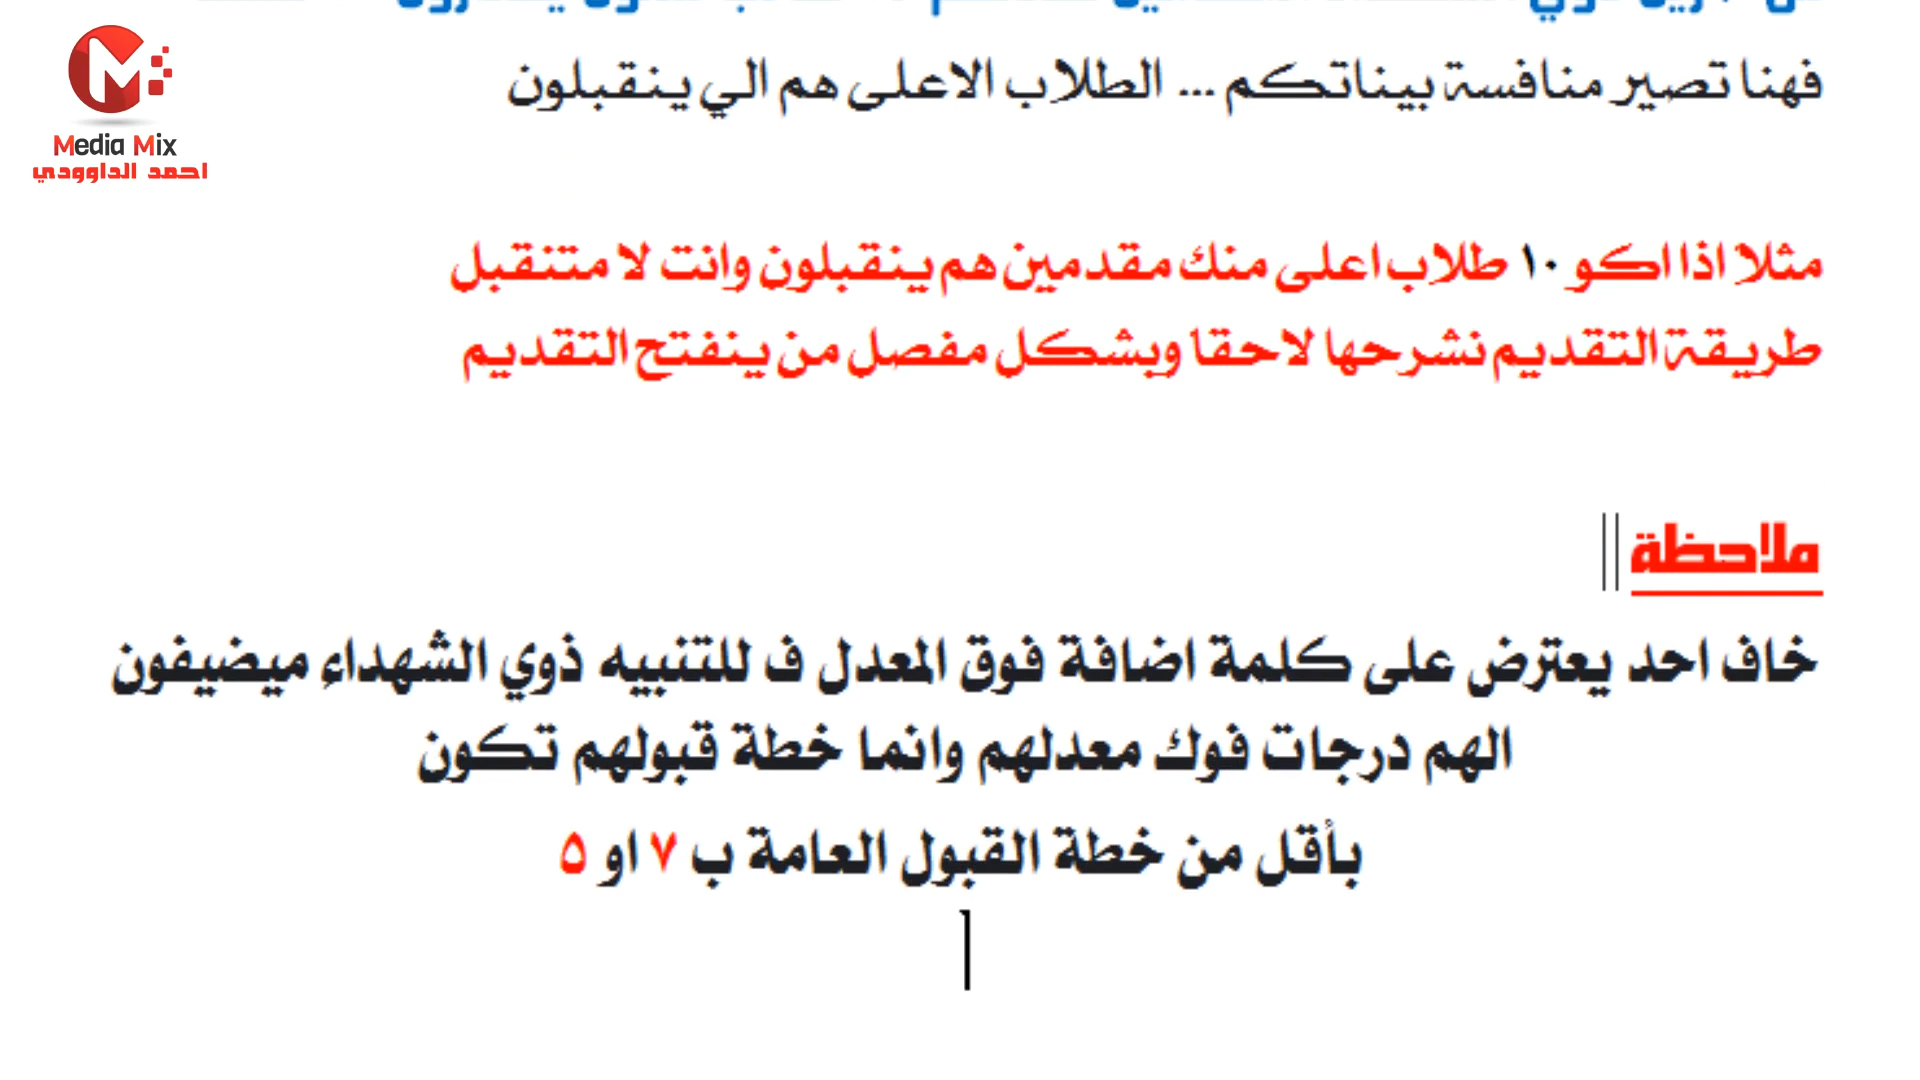 فهنا تصير منافسة بيناتكم ... الطلاب الاعلى هم الي ينقبلون
Media Mix
احمد الداوودي
مثلا اذا اكو ١٠ طلاب اعلى منك مقدمين هم ينقبلون وانت لا متنقبل
طريقة التقديم نشرحها لاحقا وبشكل مفصل من ينفتح التقديم
ملاحظة ||
خاف احد يعترض على كلمة اضافة فوق المعدل ف للتنبيه ذوي الشهداء ميضيفون
الهم درجات فوك معدلهم وانما خطة قبولهم تكون
بأقل من خطة القبول العامة ب ٧ او ٥